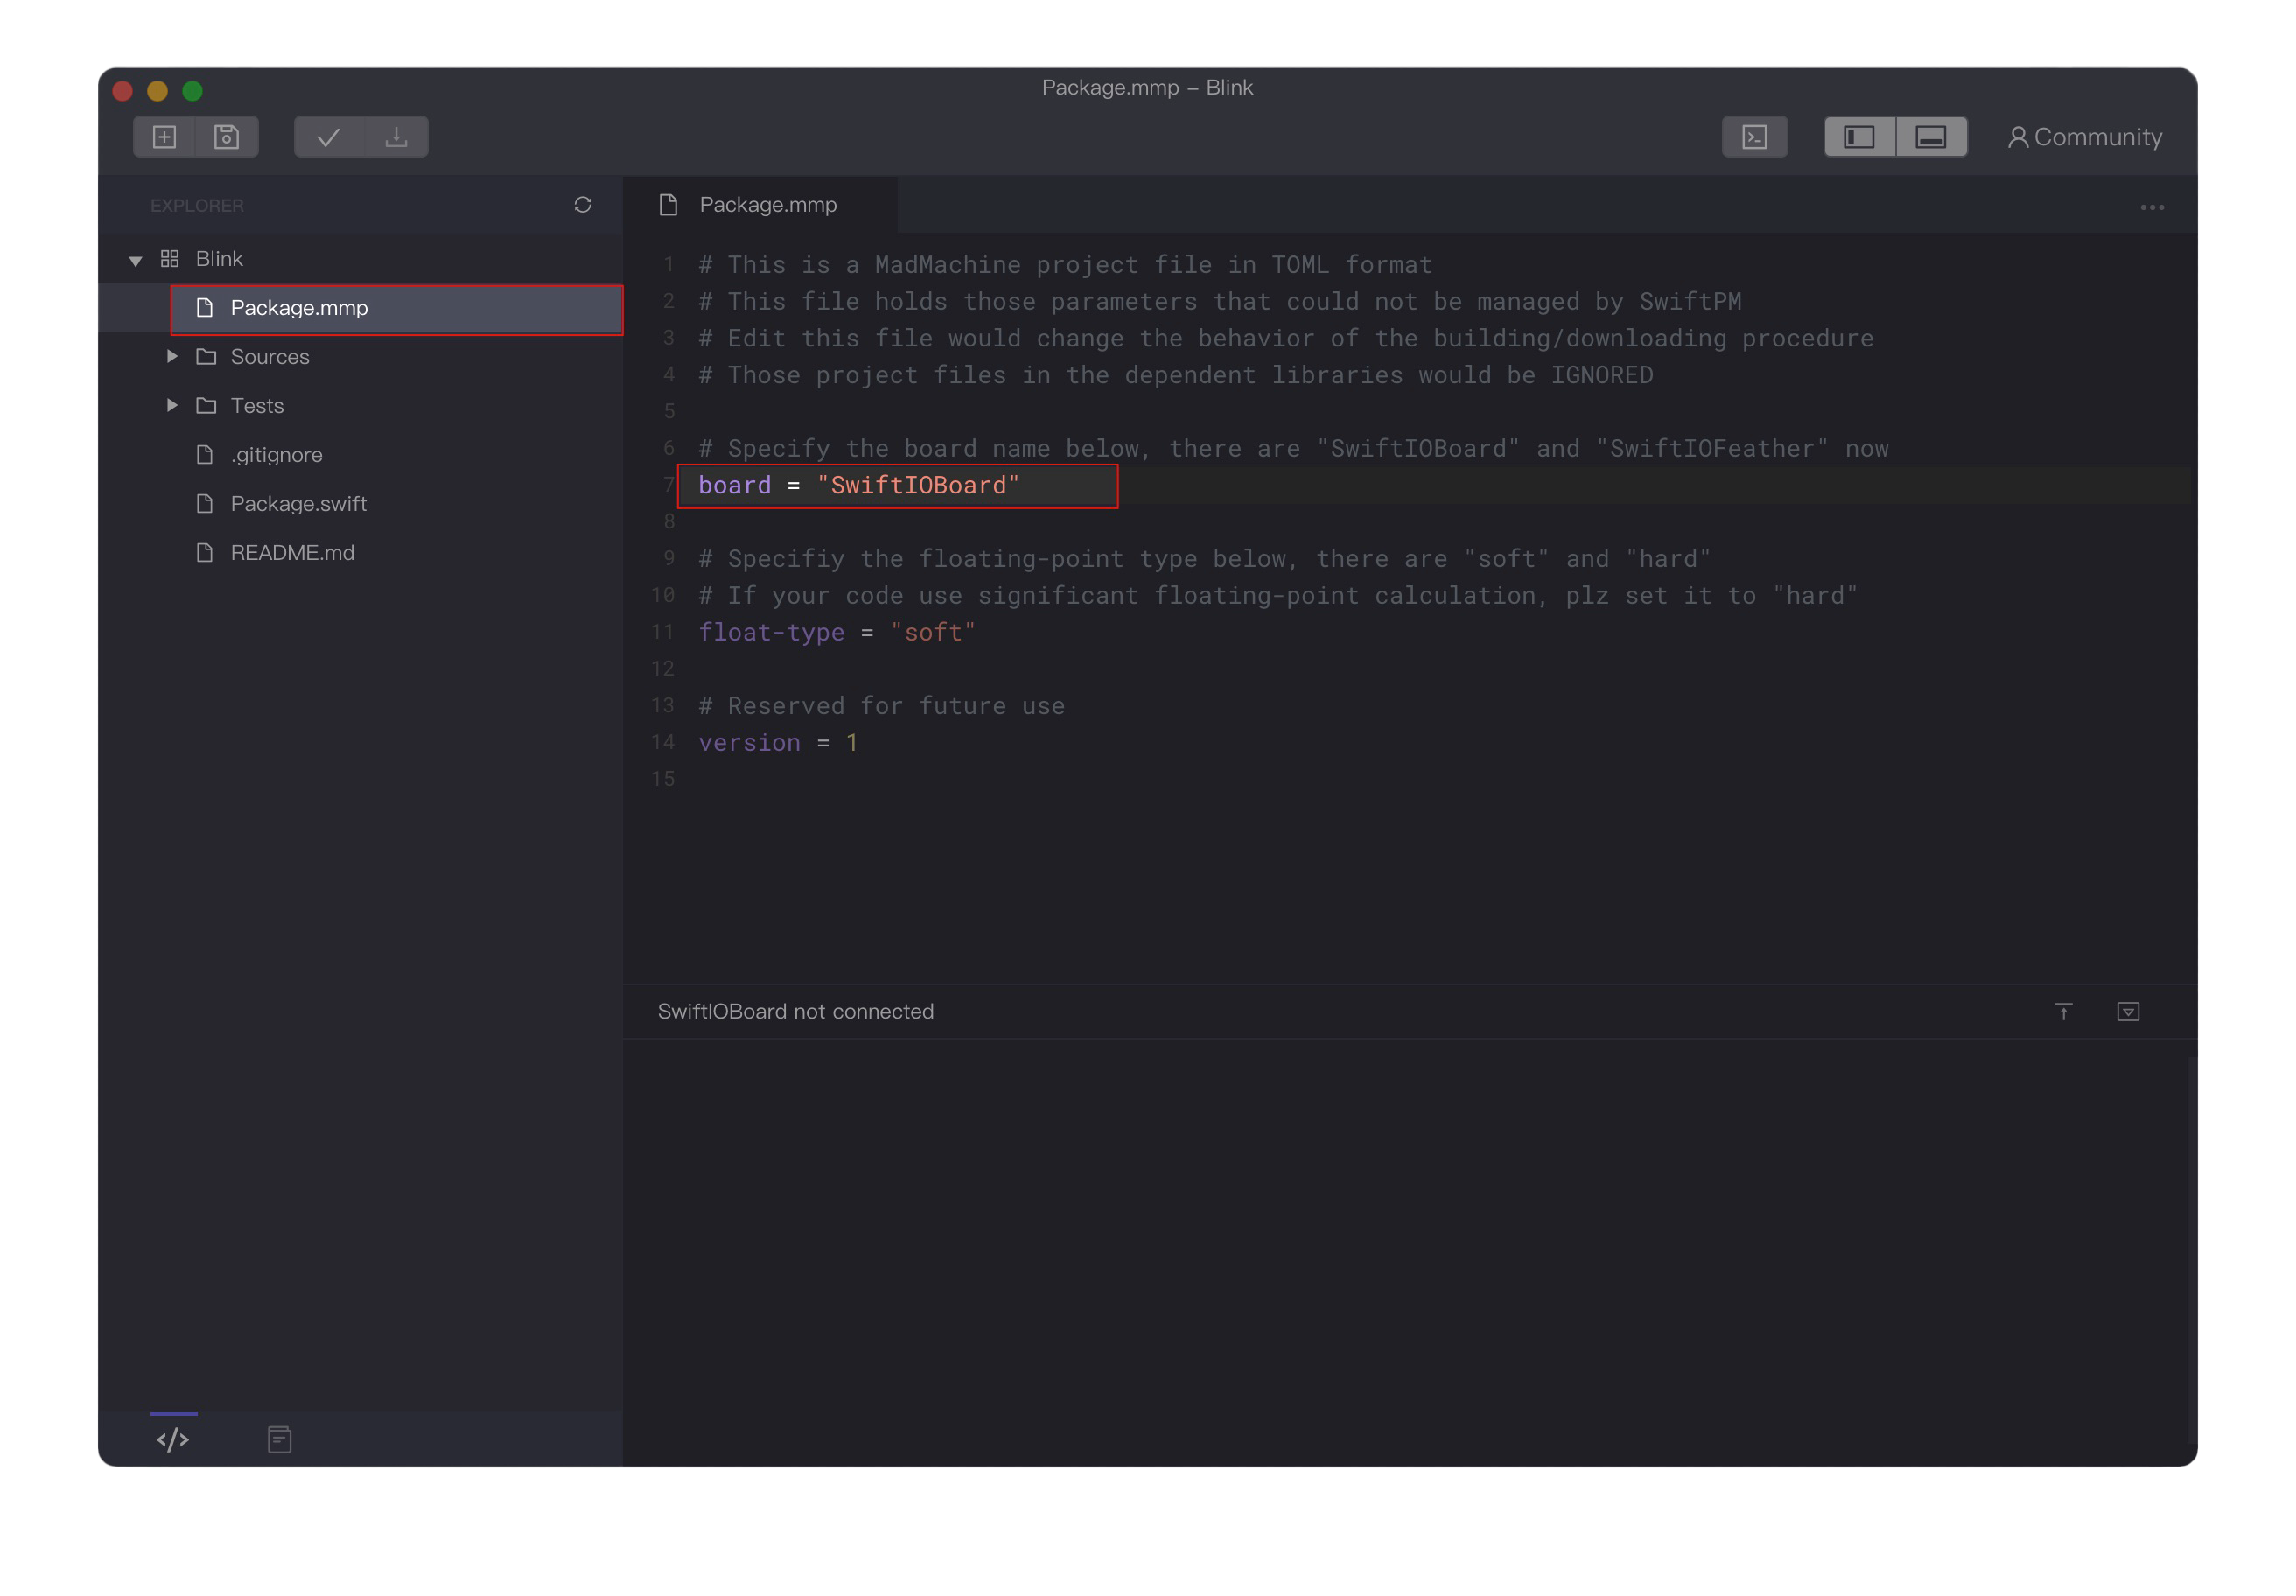 Package.mmp – Blink
Community
EXPLORER
Blink
Package.mmp
Sources
Tests
.gitignore
Package.swift
README.md
Package.mmp
1 # This is a MadMachine project file in TOML format
2 # This file holds those parameters that could not be managed by SwiftPM
3 # Edit this file would change the behavior of the building/downloading procedure
4 # Those project files in the dependent libraries would be IGNORED
5
6 # Specify the board name below, there are "SwiftIOBoard" and "SwiftIOFeather" now
7 board = "SwiftIOBoard"
8
9 # Specifiy the floating-point type below, there are "soft" and "hard"
10 # If your code use significant floating-point calculation, plz set it to "hard"
11 float-type = "soft"
12
13 # Reserved for future use
14 version = 1
15
SwiftIOBoard not connected